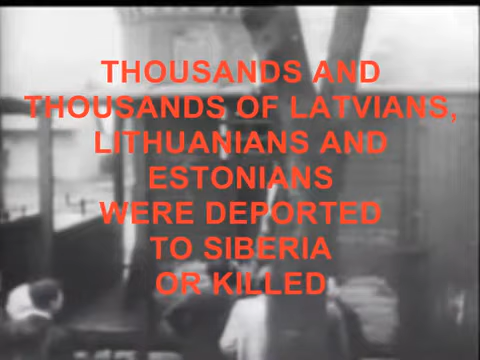 THOUSANDS AND
THOUSANDS OF LATVIANS,
LITHUANIANS AND
ESTONIANS
WERE DEPORTED
TO SIBERIA
OR KILLED